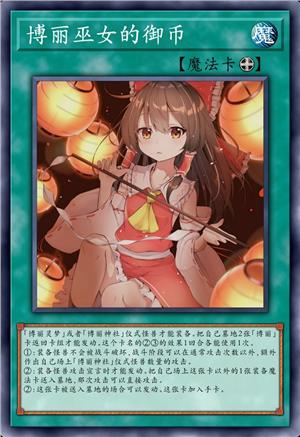 博丽巫女的御币
魔
【魔法卡】
「博丽灵梦」或者「博丽神社」仪式怪兽才能装备。把自己墓地2张「博丽」
卡返回卡组才能发动。这个卡名的②③的效果1回合各能使用1次。
①：装备怪兽不会被战斗破坏，战斗阶段可以在通常攻击次数以外，额外
作出自己场上「博丽神社」仪式怪兽数量的攻击。
②：装备怪兽攻击宣言时才能发动。把自己场上这张卡以外的1张装备魔
法卡送入墓地，那次攻击可以直接攻击。
②：这张卡被送入墓地的场合可以发动。这张卡加入手卡。